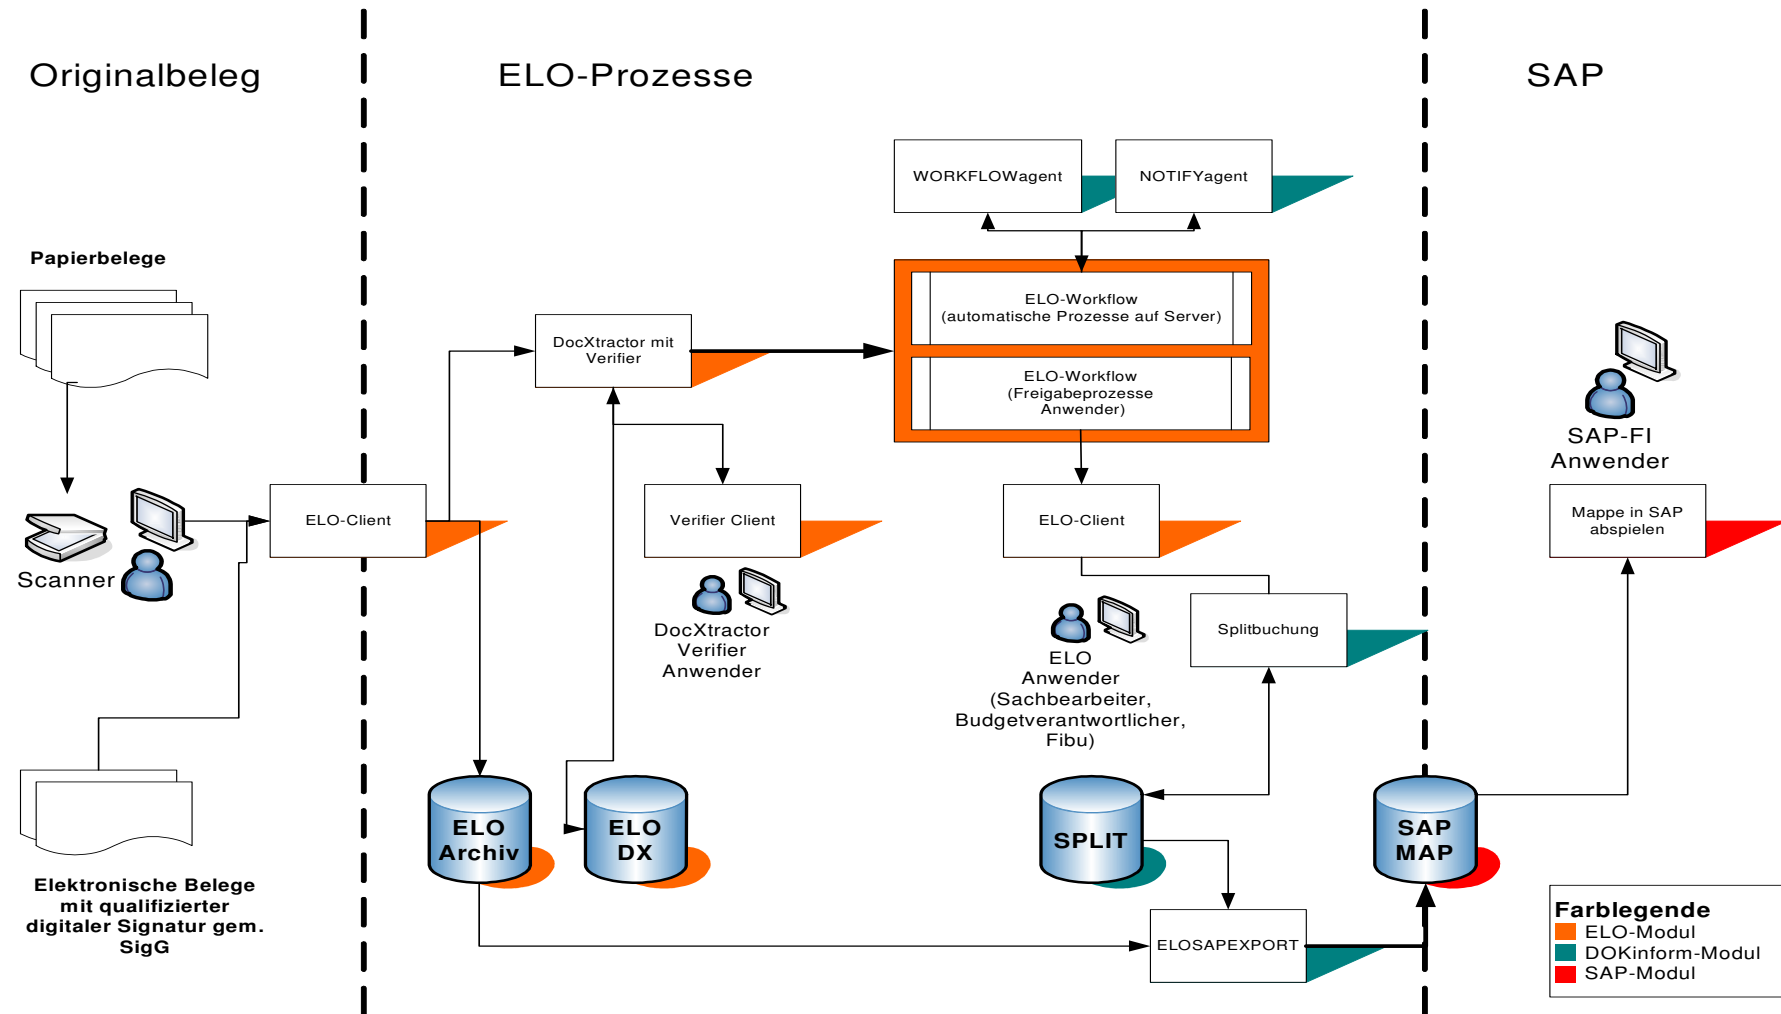 Originalbeleg
ELO-Prozesse
SAP
WORKFLOWagent
NOTIFYagent
Papierbelege
ELO-Workflow
(automatische Prozesse auf Server)
DocXtractor mit
Verifier
ELO-Workflow
(Freigabeprozesse
Anwender)
SAP-FI
Anwender
Scanner
ELO-Client
Verifier Client
ELO-Client
Mappe in SAP
abspielen
DocXtractor
Verifier
Anwender
ELO
Anwender
(Sachbearbeiter,
Budgetverantwortlicher,
Fibu)
Splitbuchung
ELO
Archiv
ELO
DX
SPLIT
SAP
MAP
Elektronische Belege
mit qualifizierter
digitaler Signatur gem.
SigG
ELOSAPEXPORT
Farblegende
ELO-Modul
DOKinform-Modul
SAP-Modul